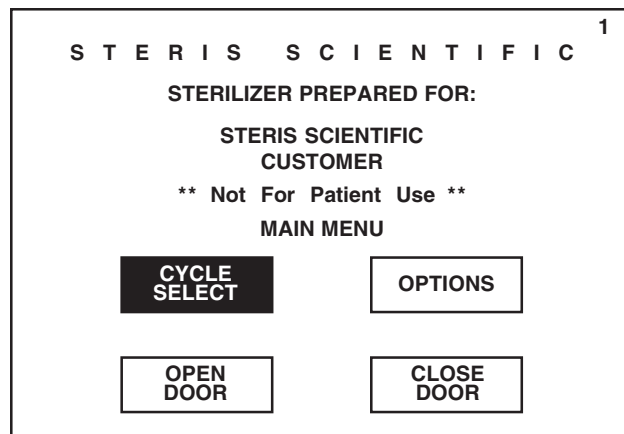 1
S T E R I S S C I E N T I F I C
STERILIZER PREPARED FOR:
STERIS SCIENTIFIC
CUSTOMER
** Not For Patient Use **
MAIN MENU
CYCLE
SELECT
OPTIONS
OPEN
DOOR
CLOSE
DOOR